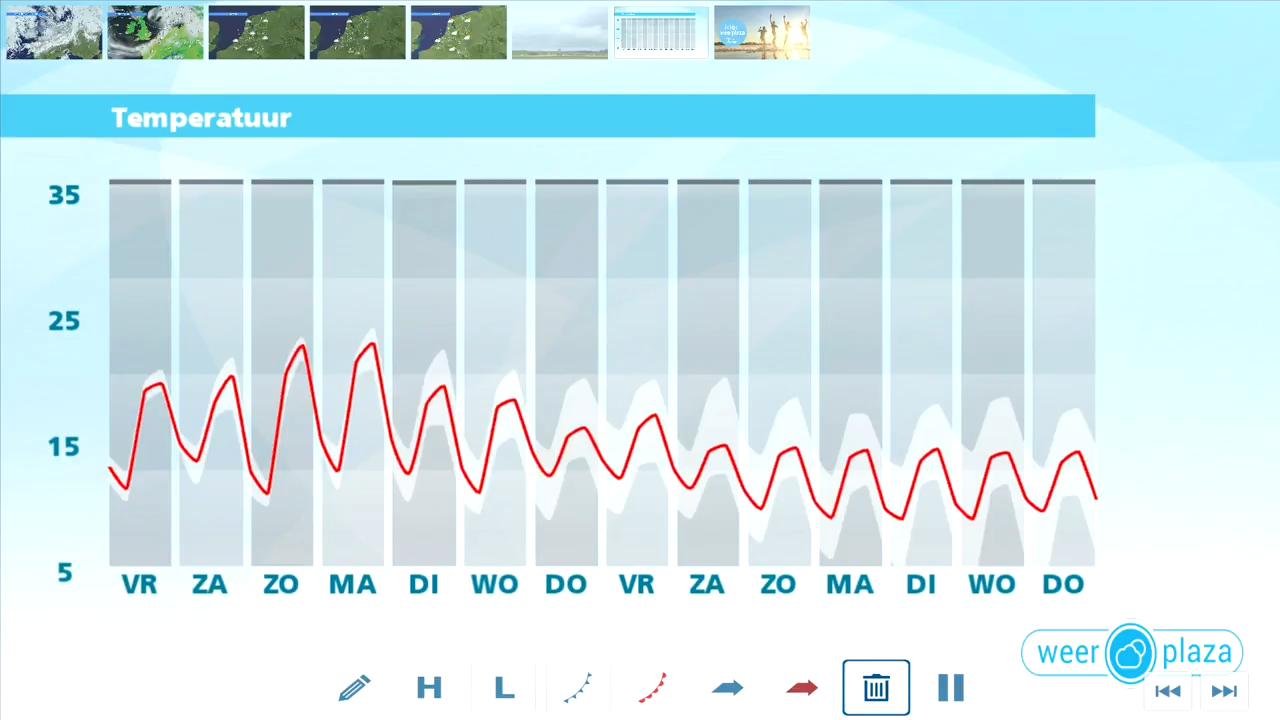 Temperatuur
35
25
15
5
VR ZA ZO MA DI WO DO VR ZA ZO MA DI WO DO
weer plaza
H L